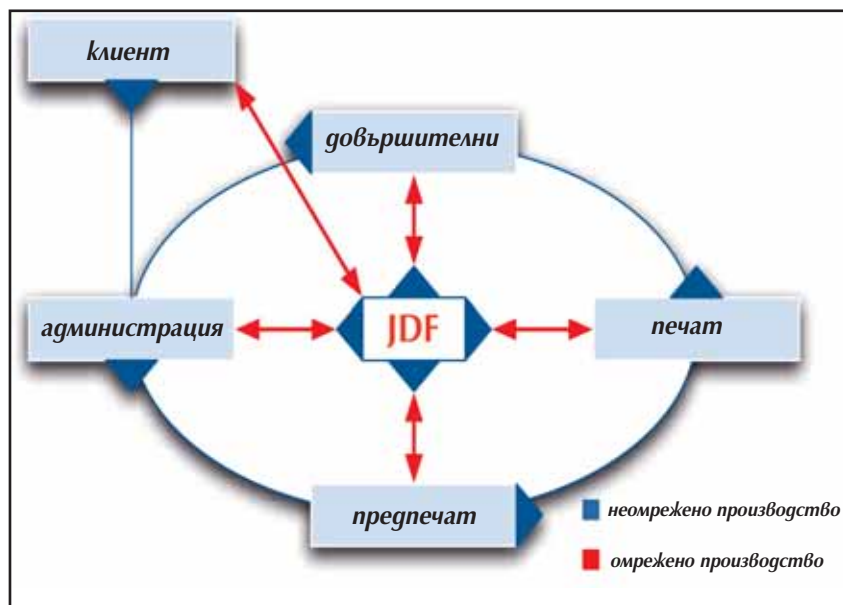 клиент
довършителни
администрация
JDF
печат
предпечат
неомрежено производство
омрежено производство